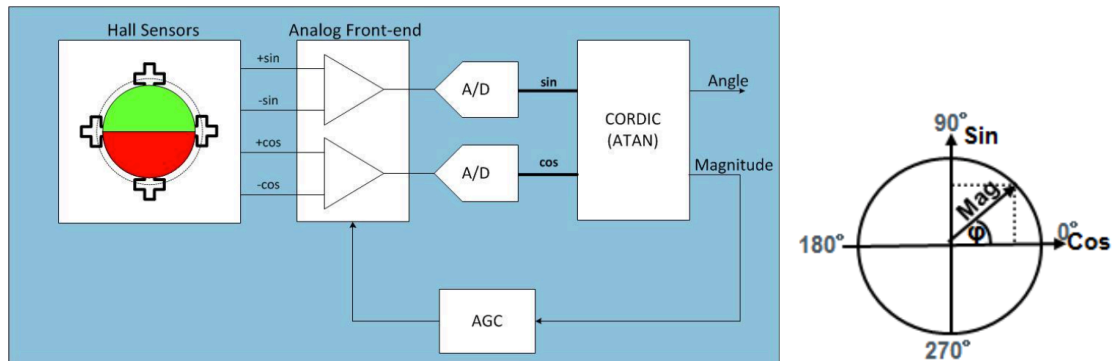 Hall Sensors
Analog Front-end
+sin
-sin
+cos
-cos
A/D
sin
A/D
cos
CORDIC
(ATAN)
Angle
Magnitude
AGC
90°
Sin
Mag
φ
0°
Cos
180°
270°